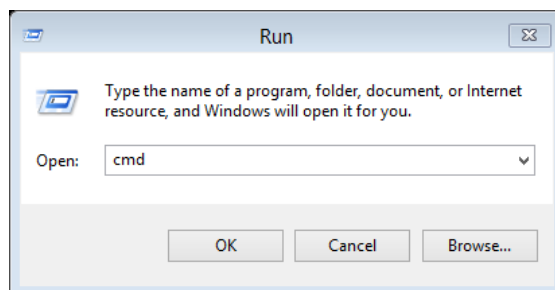 Run
Type the name of a program, folder, document, or Internet
resource, and Windows will open it for you.
Open: cmd
OK Cancel Browse...